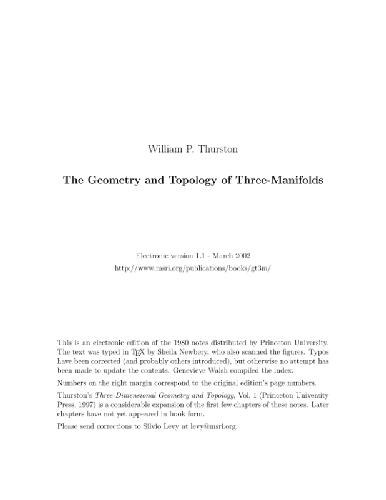 William P. Thurston
The Geometry and Topology of Three-Manifolds
Electronic version 1.1 - March 2002
http://www.msri.org/publications/books/gt3m/
This is an electronic edition of the 1980 notes distributed by Princeton University.
The text was typed in TEX by Sheila Newbery, who also scanned the figures. Typos
have been corrected (and probably others introduced), but otherwise no attempt has
been made to update the contents. Genevieve Walsh compiled the index.
Numbers on the right margin correspond to the original edition's page numbers.
Thurston's Three-Dimensional Geometry and Topology, Vol. 1 (Princeton University
Press, 1997) is a considerable expansion of the first few chapters of these notes. Later
chapters have not yet appeared in book form.
Please send corrections to Silvio Levy at levy@msri.org.